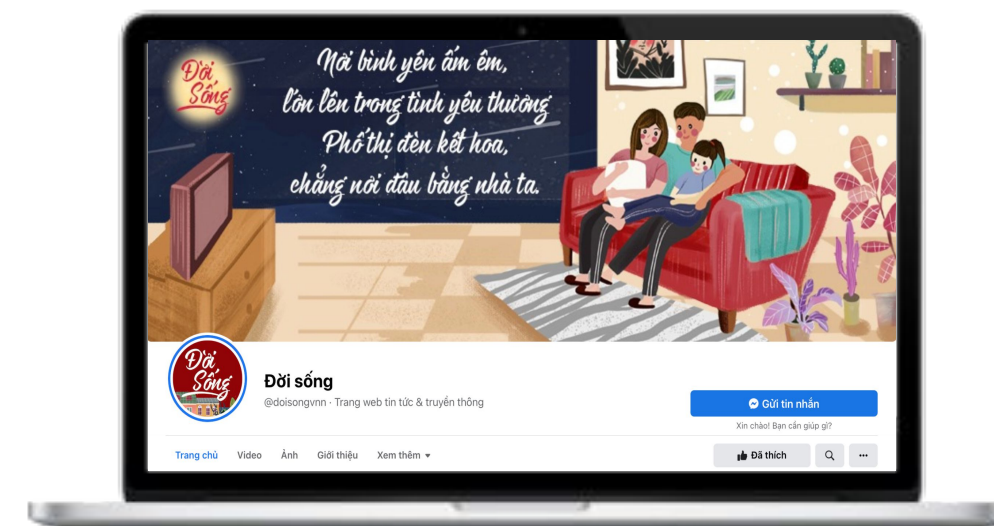 Đời
Sống
Nơi bình yên ấm êm,
lớn lên trong tình yêu thương
Phố thị đèn kết hoa,
chẳng nơi đâu bằng nhà ta.
Đời
Sống
Đời sống
@doisongvnn · Trang web tin tức & truyền thông
Gửi tin nhắn
Xin chào! Bạn cần giúp gì?
Trang chủ Video Ảnh Giới thiệu Xem thêm
Đã thích